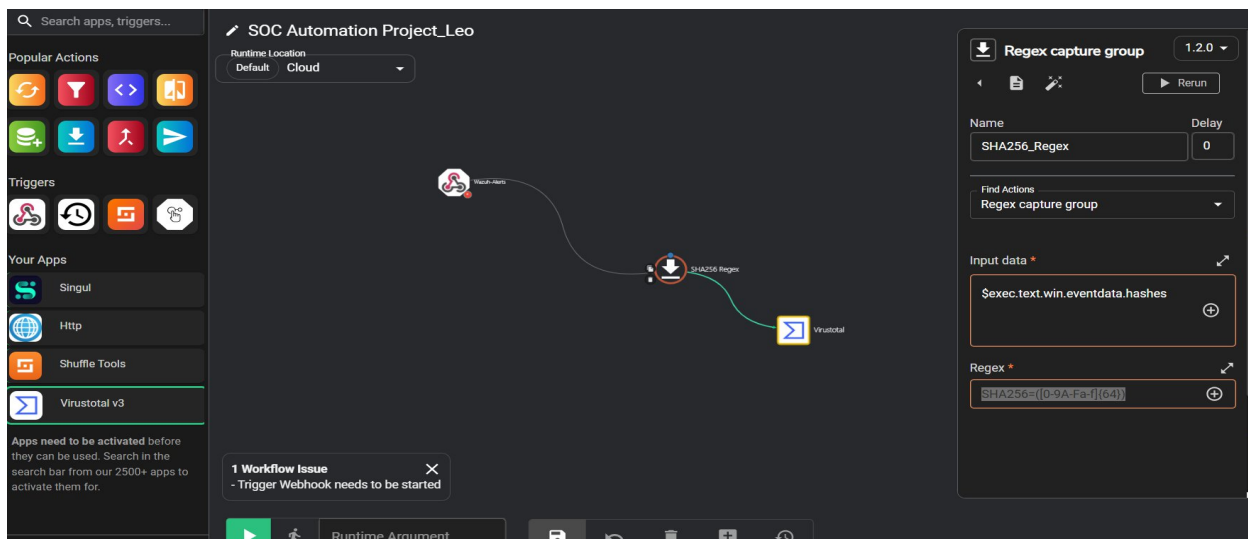 Search apps, triggers...
SOC Automation Project_Leo
Runtime Location
Default Cloud
Popular Actions
Triggers
Your Apps
Singul
Http
Shuffle Tools
Virustotal v3
Apps need to be activated before
they can be used. Search in the
search bar from our 2500+ apps to
activate them for.
Wazuh-Alerts
SHA256 Regex
Virustotal
1 Workflow Issue
- Trigger Webhook needs to be started
Runtime Argument
Regex capture group
1.2.0
Rerun
Name
Delay
SHA256_Regex
0
Find Actions
Regex capture group
Input data *
$exec.text.win.eventdata.hashes
Regex *
SHA256=([0-9A-Fa-f]{64})